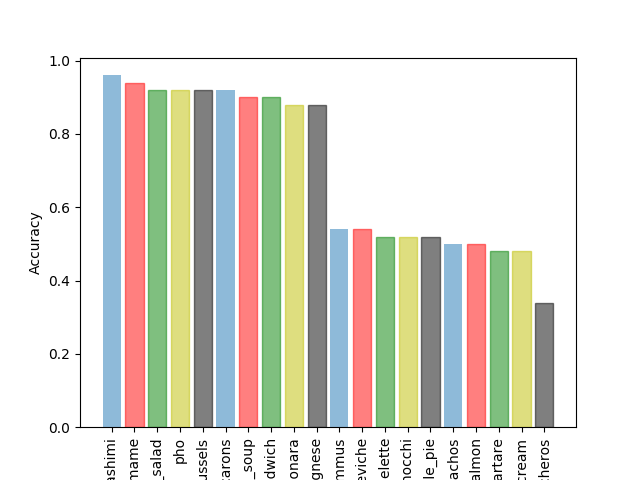 1.0
0.8
0.6
0.4
0.2
0.0
Accuracy
ashimi
mame
_salad
pho
ussels
arons
_soup
dwich
onara
gnese
mmus
eviche
elette
nocchi
le_pie
achos
almon
artare
cream
heros